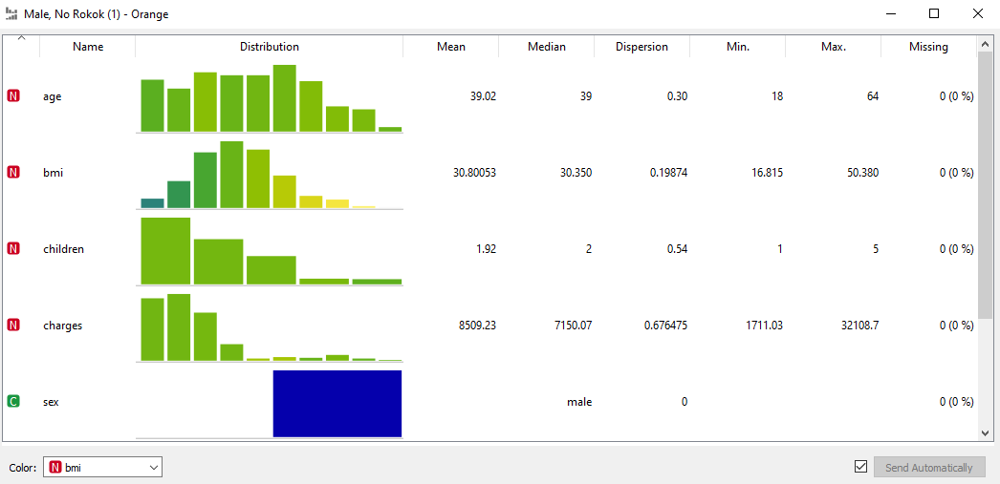 Male, No Rokok (1) - Orange
Name Distribution Mean Median Dispersion Min. Max. Missing
N age 39.02 39 0.30 18 64 0 (0 %)
N bmi 30.80053 30.350 0.19874 16.815 50.380 0 (0 %)
N children 1.92 2 0.54 1 5 0 (0 %)
N charges 8509.23 7150.07 0.676475 1711.03 32108.7 0 (0 %)
C sex male 0 0 (0 %)
Color: N bmi Send Automatically